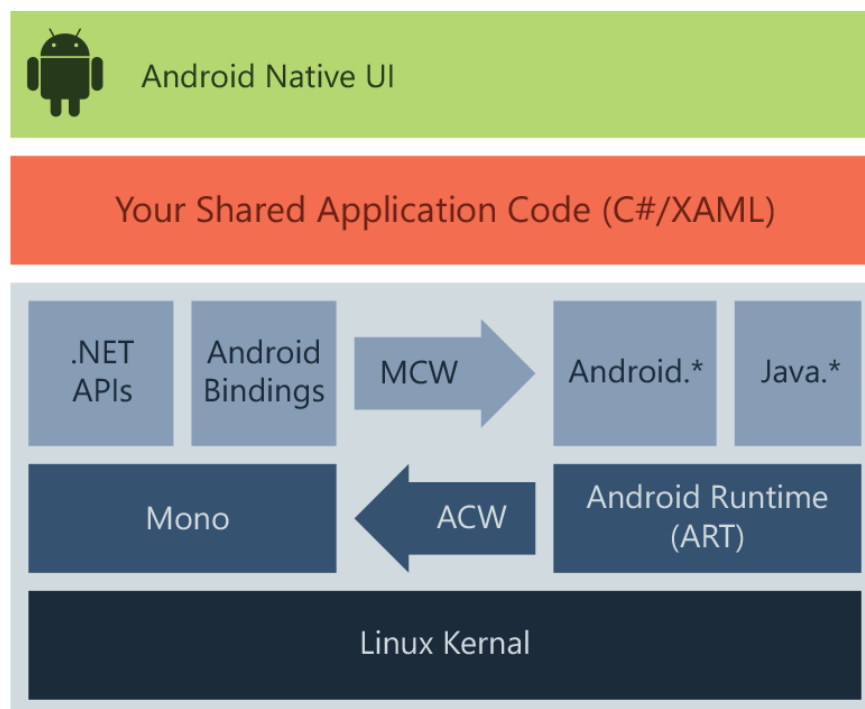 Android Native UI
Your Shared Application Code (C#/XAML)
.NET
APIs
Android
Bindings
MCW
Android.*
Java.*
Mono
ACW
Android Runtime
(ART)
Linux Kernal